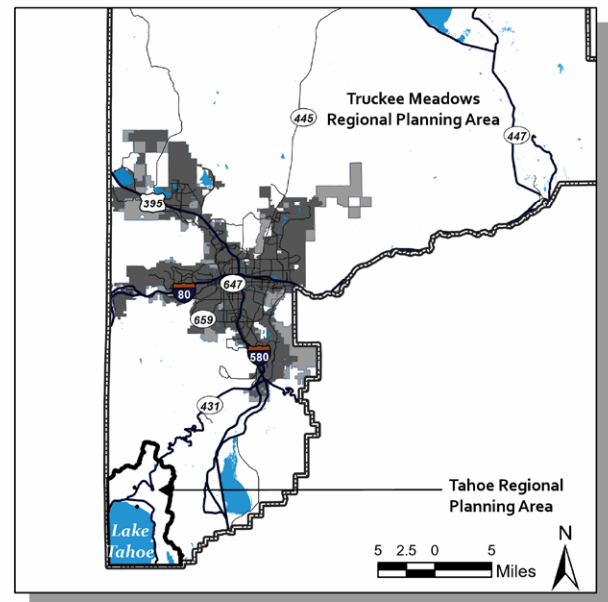 Truckee Meadows
Regional Planning Area
445
447
395
80
647
659
580
431
Tahoe Regional
Planning Area
Lake
Tahoe
N
5 2.5 0 5
Miles